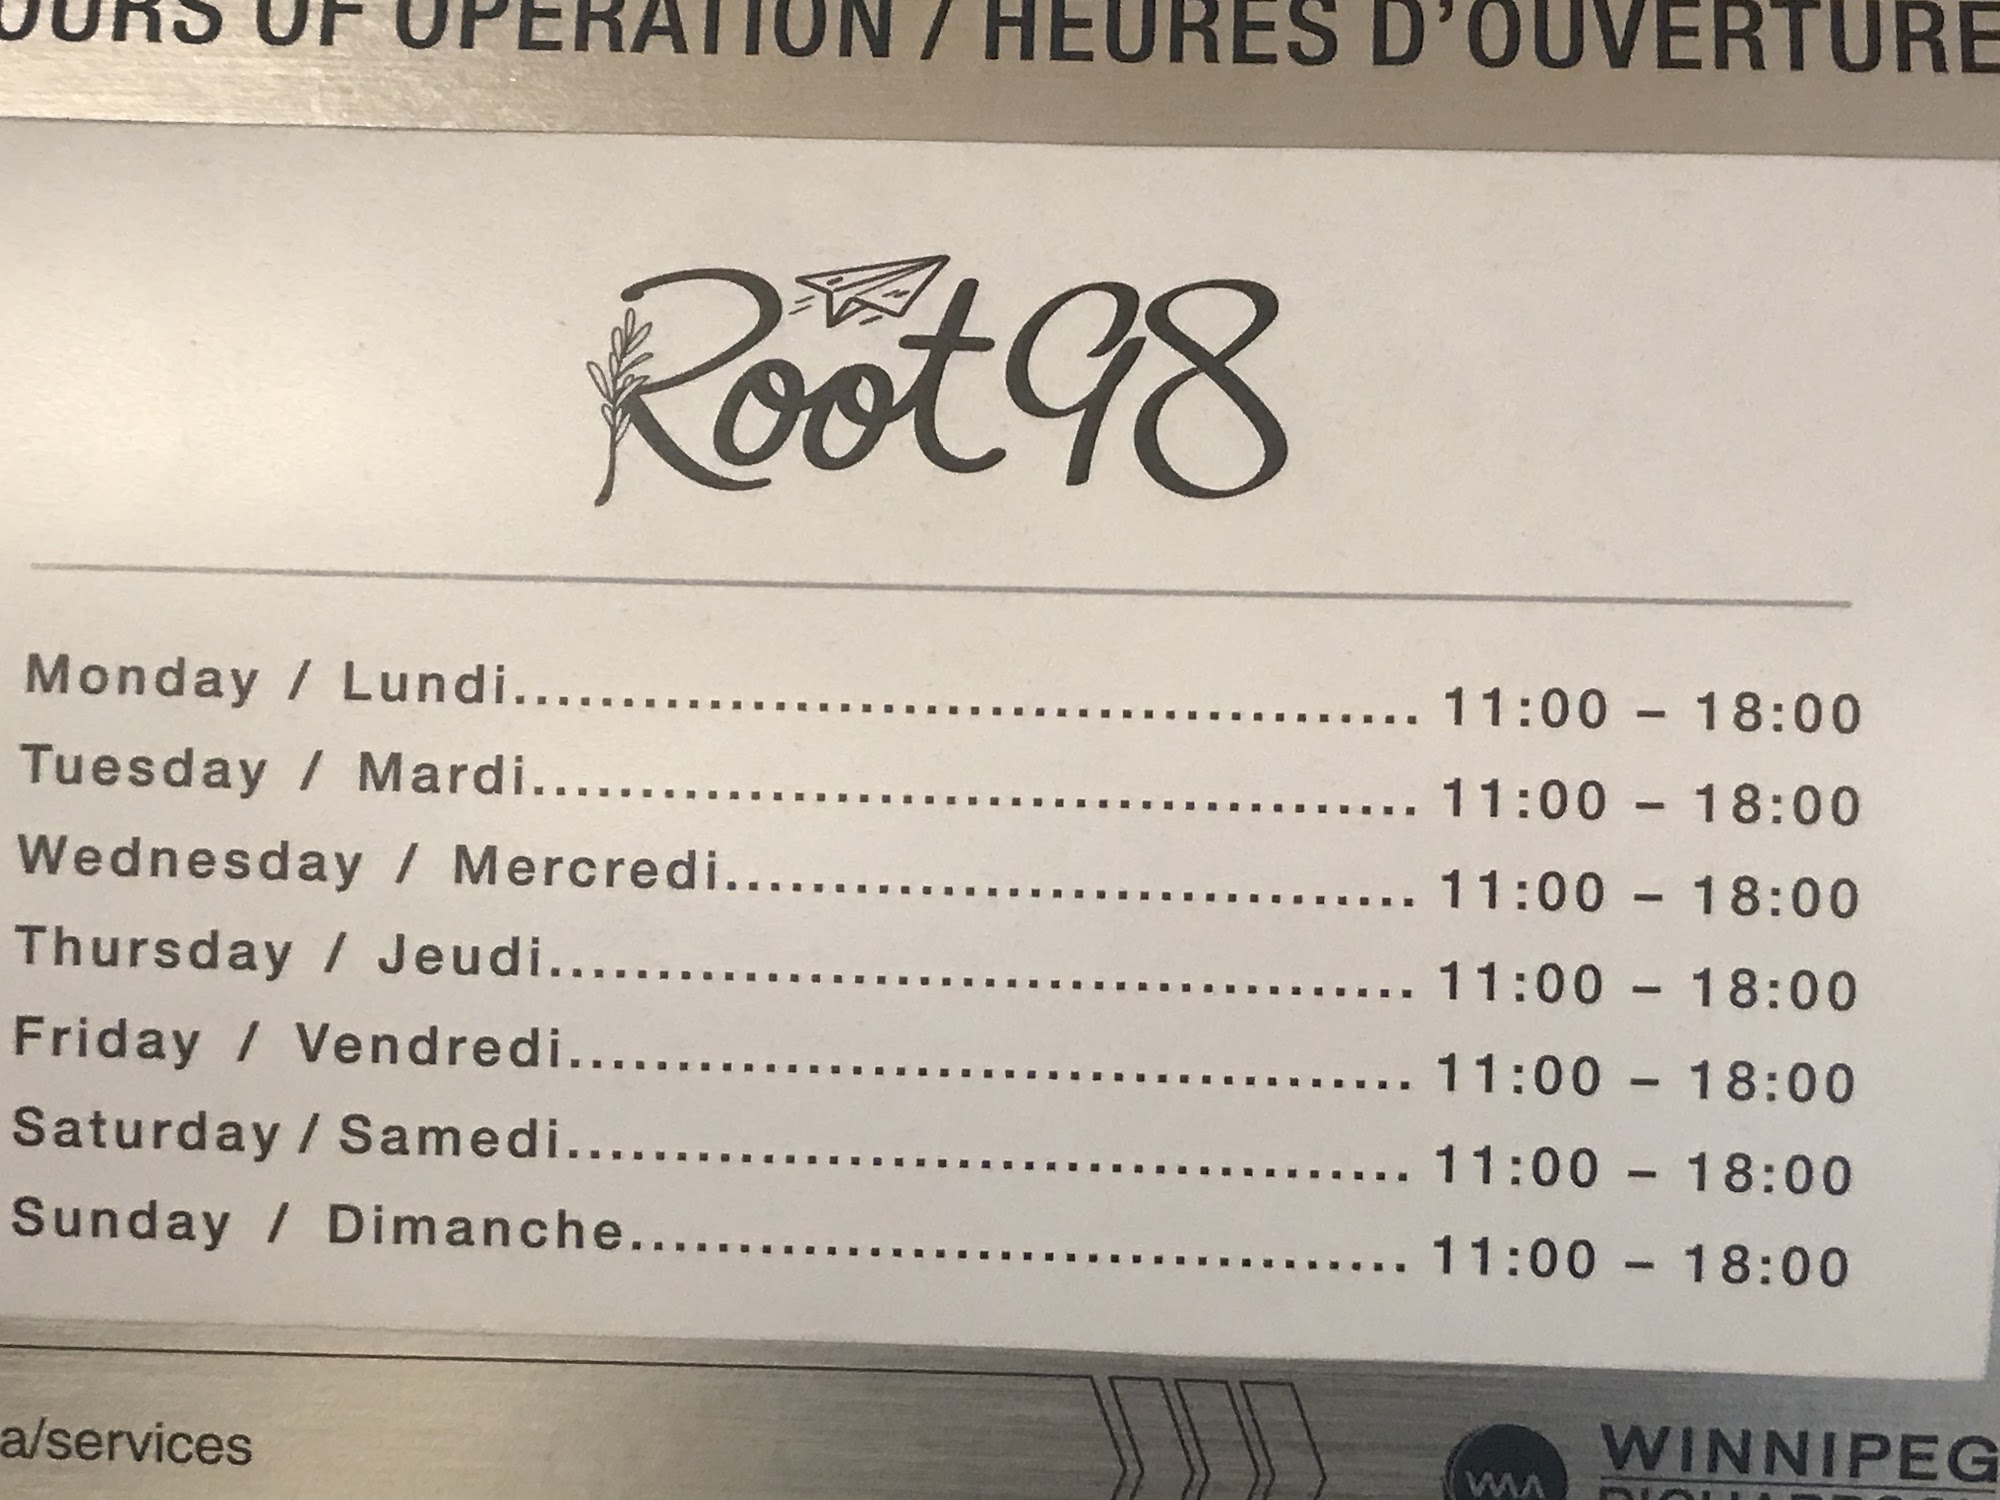 OURS OF OPERATION / HEURES D'OUVERTURE
Root 98
Monday / Lundi.......................................... 11:00 – 18:00
Tuesday / Mardi......................................... 11:00 – 18:00
Wednesday / Mercredi................................ 11:00 – 18:00
Thursday / Jeudi........................................ 11:00 – 18:00
Friday / Vendredi....................................... 11:00 – 18:00
Saturday / Samedi....................................... 11:00 – 18:00
Sunday / Dimanche.................................... 11:00 – 18:00
a/services
WINNIPEG